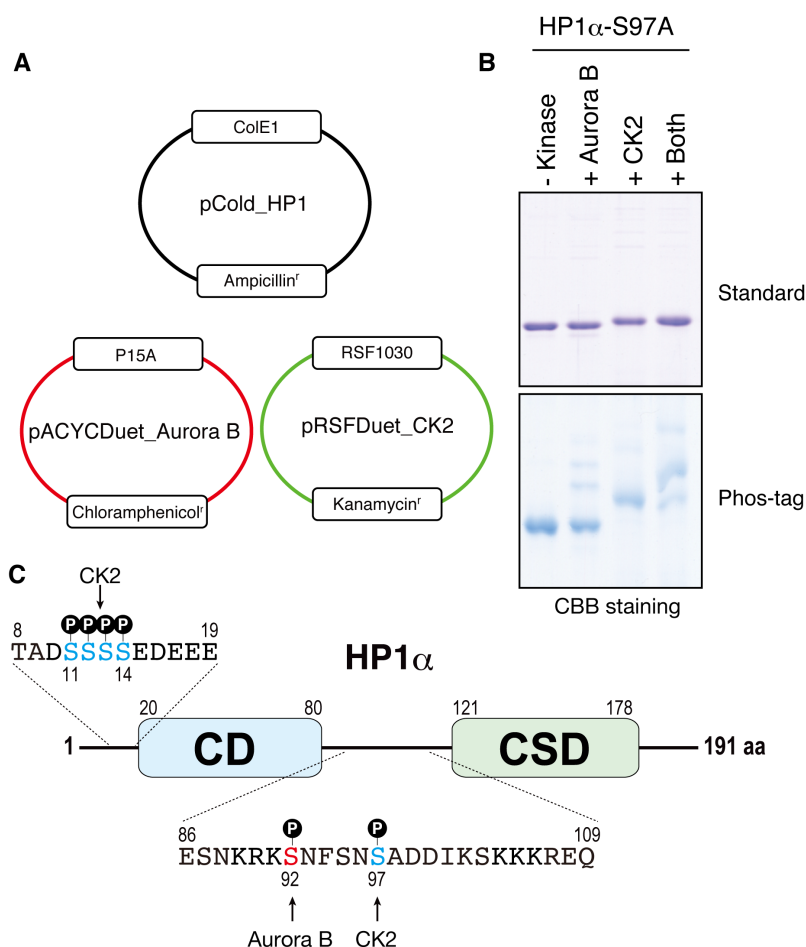 A
ColE1
pCold_HP1
Ampicillinʳ
P15A
pACYCDuet_Aurora B
Chloramphenicolʳ
RSF1030
pRSFDuet_CK2
Kanamycinʳ
B
HP1α-S97A
- Kinase
+ Aurora B
+ CK2
+ Both
Standard
Phos-tag
CBB staining
C
CK2
P P P P
8 19
TADSSSSEDEEE
11 14
HP1α
20 80 121 178
1 CD CSD 191 aa
P P
86 109
ESNKRKSNFSNSADDIKSKKKREQ
92 97
Aurora B CK2